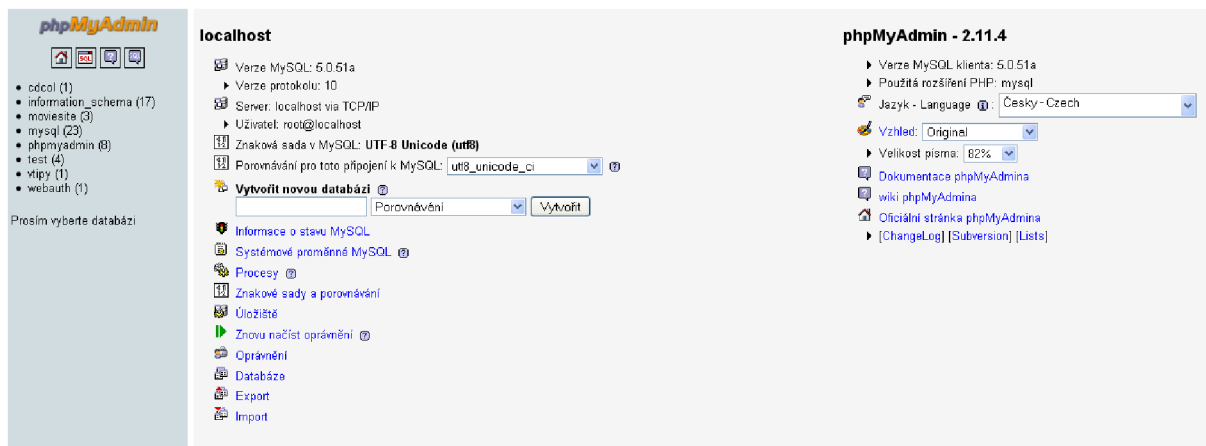 phpMyAdmin
SQL
cdcol (1)
information_schema (17)
moviesite (3)
mysql (23)
phpmyadmin (8)
test (4)
vtipy (1)
webauth (1)
Prosím vyberte databázi
localhost
Verze MySQL: 5.0.51a
Verze protokolu: 10
Server: localhost via TCP/IP
Uživatel: root@localhost
Znaková sada v MySQL: UTF-8 Unicode (utf8)
Porovnávání pro toto připojení k MySQL: utf8_unicode_ci
Vytvořit novou databázi
Porovnávání Vytvořit
Informace o stavu MySQL
Systémové proměnné MySQL
Procesy
Znakové sady a porovnávání
Úložiště
Znovu načíst oprávnění
Oprávnění
Databáze
Export
Import
phpMyAdmin - 2.11.4
Verze MySQL klienta: 5.0.51a
Použitá rozšíření PHP: mysql
Jazyk - Language : Česky - Czech
Vzhled: Original
Velikost písma: 82%
Dokumentace phpMyAdmina
wiki phpMyAdmina
Oficiální stránka phpMyAdmina
[ChangeLog] [Subversion] [Lists]